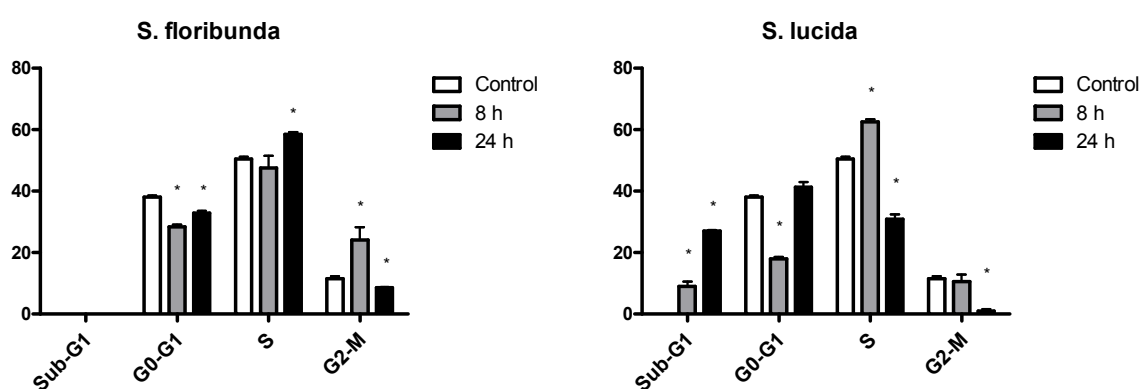 S. floribunda
80
60
40
20
0
Sub-G1
G0-G1
S
G2-M
* * * * *
Control
8 h
24 h
S. lucida
80
60
40
20
0
Sub-G1
G0-G1
S
G2-M
* * * * * *
Control
8 h
24 h